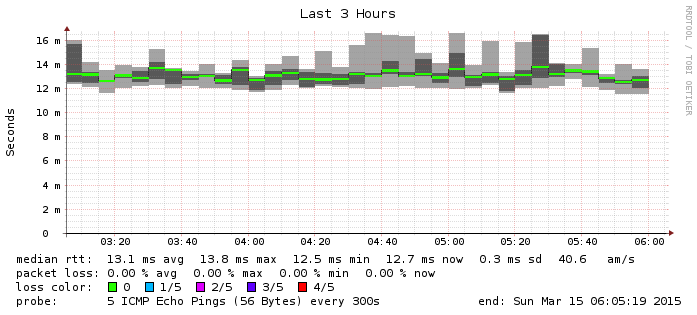 Last 3 Hours
RRDTOOL / TOBI OETIKER
Seconds
16 m
14 m
12 m
10 m
8 m
6 m
4 m
2 m
0
03:20 03:40 04:00 04:20 04:40 05:00 05:20 05:40 06:00
median rtt: 13.1 ms avg 13.8 ms max 12.5 ms min 12.7 ms now 0.3 ms sd 40.6 am/s
packet loss: 0.00 % avg 0.00 % max 0.00 % min 0.00 % now
loss color: 0 1/5 2/5 3/5 4/5
probe: 5 ICMP Echo Pings (56 Bytes) every 300s end: Sun Mar 15 06:05:19 2015